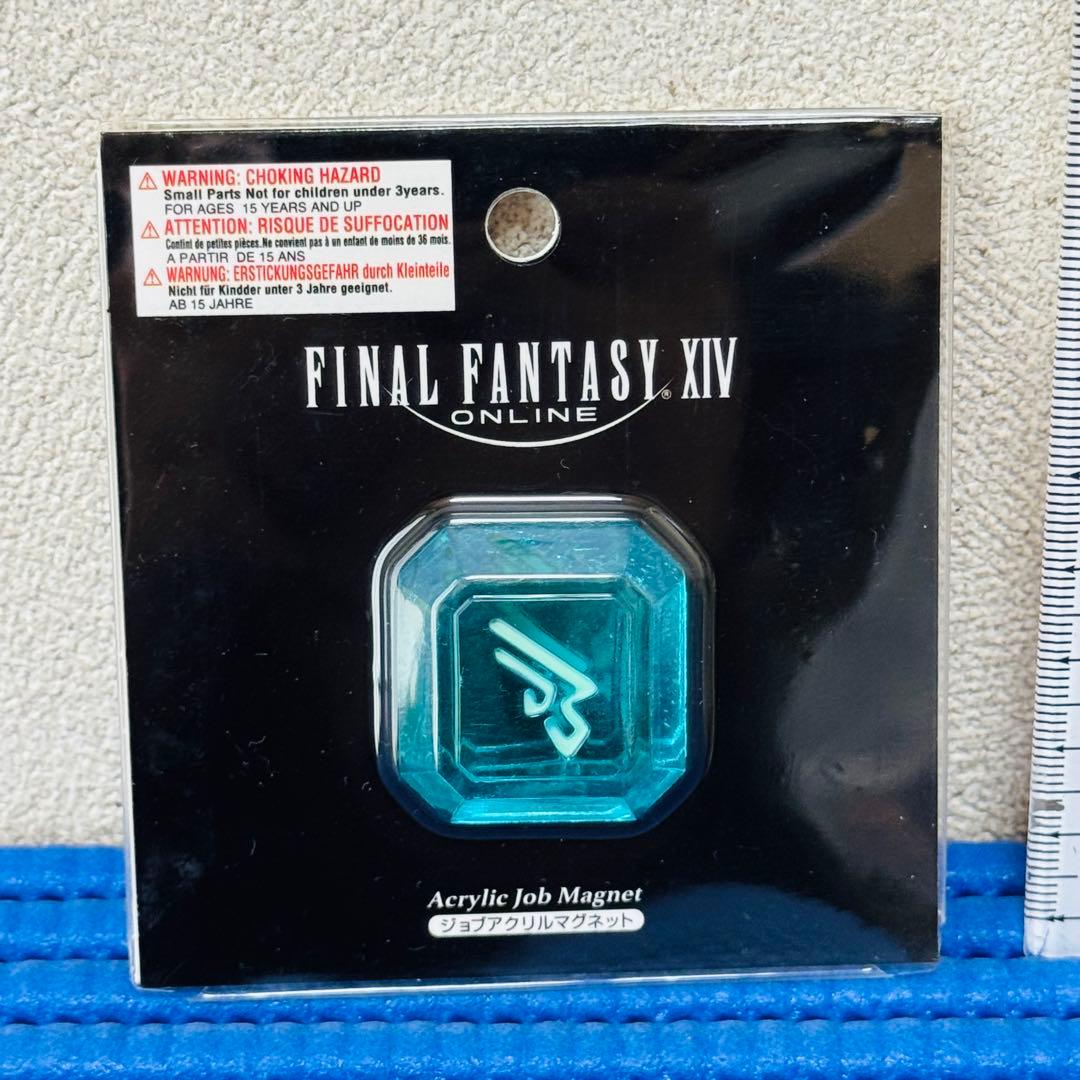 WARNING: CHOKING HAZARD
Small Parts Not for children under 3years.
FOR AGES 15 YEARS AND UP
ATTENTION: RISQUE DE SUFFOCATION
Contint de petites pièces.Ne convient pas à un enfant de moins de 36 mois.
A PARTIR DE 15 ANS
WARNUNG: ERSTICKUNGSGEFAHR durch Kleinteile
Nicht für Kindder unter 3 Jahre geeignet.
AB 15 JAHRE
FINAL FANTASY® XIV
ONLINE
Acrylic Job Magnet
ジョブアクリルマグネット